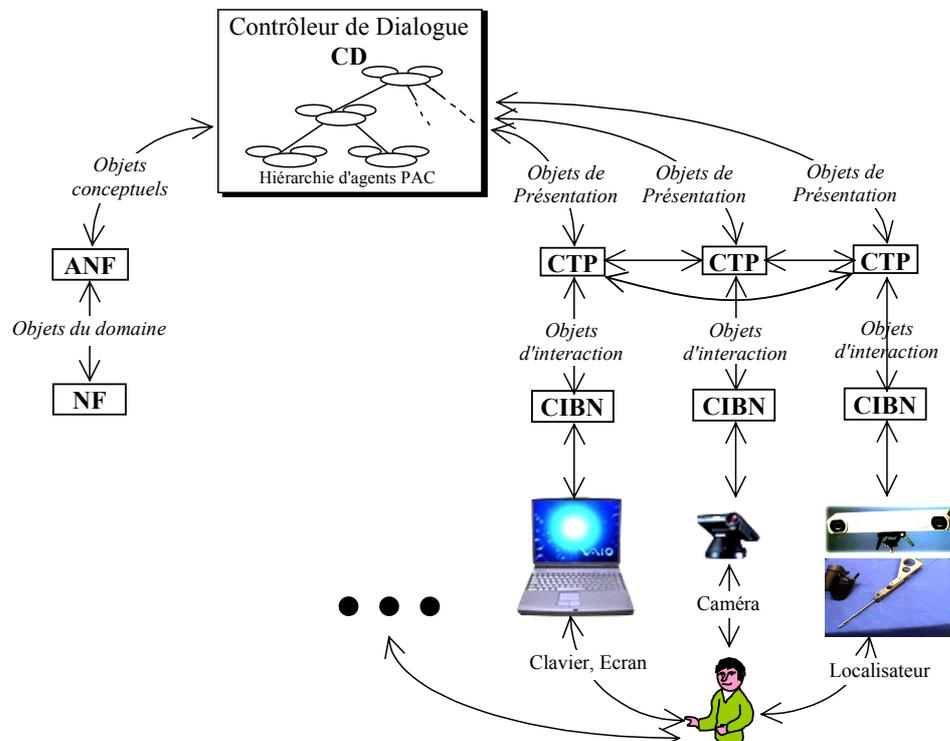 Contrôleur de Dialogue
CD
Hiérarchie d'agents PAC
Objets
conceptuels
ANF
Objets du domaine
NF
Objets de
Présentation
Objets de
Présentation
Objets de
Présentation
CTP
CTP
CTP
Objets
d'interaction
Objets
d'interaction
Objets
d'interaction
CIBN
CIBN
CIBN
VAIO
Clavier, Ecran
Caméra
Localisateur